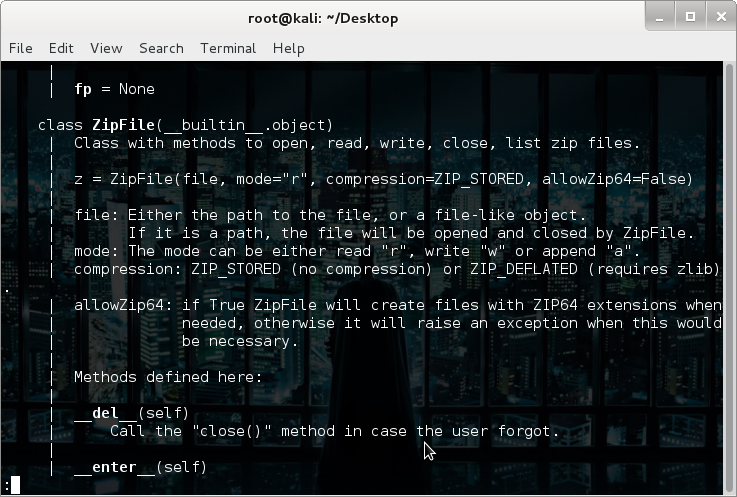 root@kali: ~/Desktop
File Edit View Search Terminal Help
|
| fp = None

class ZipFile(__builtin__.object)
| Class with methods to open, read, write, close, list zip files.
|
| z = ZipFile(file, mode="r", compression=ZIP_STORED, allowZip64=False)
|
| file: Either the path to the file, or a file-like object.
| If it is a path, the file will be opened and closed by ZipFile.
| mode: The mode can be either read "r", write "w" or append "a".
| compression: ZIP_STORED (no compression) or ZIP_DEFLATED (requires zlib)
.
| allowZip64: if True ZipFile will create files with ZIP64 extensions when
| needed, otherwise it will raise an exception when this would
| be necessary.
|
| Methods defined here:
|
| __del__(self)
| Call the "close()" method in case the user forgot.
|
| __enter__(self)
: